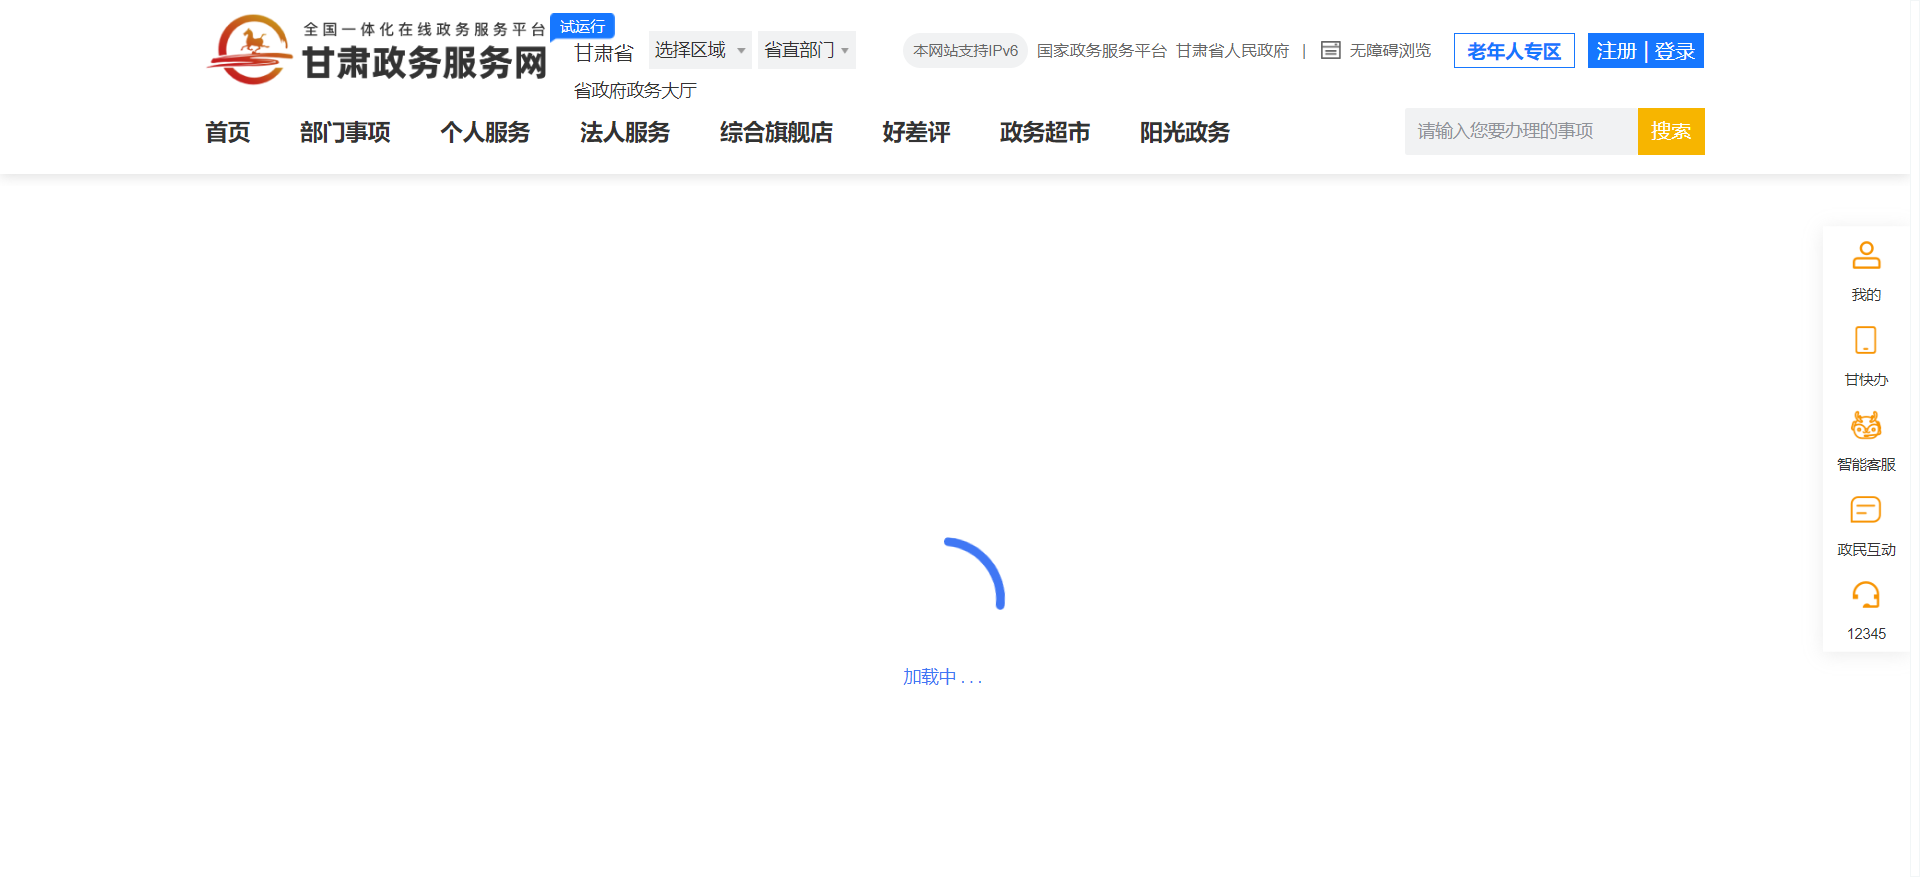 全国一体化在线政务服务平台
甘肃政务服务网
试运行
甘肃省 选择区域 省直部门
省政府政务大厅
本网站支持IPv6 国家政务服务平台 甘肃省人民政府 | 无障碍浏览 老年人专区 注册 | 登录
首页 部门事项 个人服务 法人服务 综合旗舰店 好差评 政务超市 阳光政务
请输入您要办理的事项 搜索
我的
甘快办
智能客服
政民互动
12345
加载中 . . .